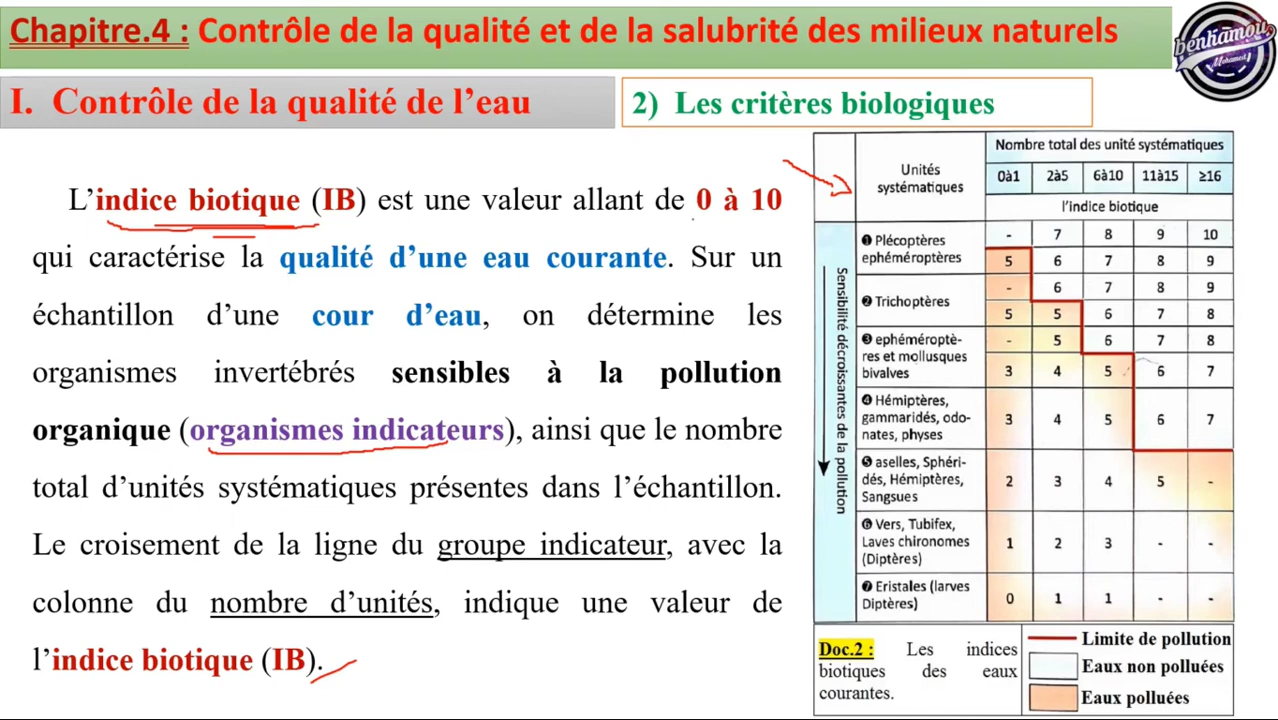 Chapitre.4 : Contrôle de la qualité et de la salubrité des milieux naturels
benhamou
Mohamed
I. Contrôle de la qualité de l'eau
2) Les critères biologiques
L'indice biotique (IB) est une valeur allant de 0 à 10
qui caractérise la qualité d'une eau courante. Sur un
échantillon d'une cour d'eau, on détermine les
organismes invertébrés sensibles à la pollution
organique (organismes indicateurs), ainsi que le nombre
total d'unités systématiques présentes dans l'échantillon.
Le croisement de la ligne du groupe indicateur, avec la
colonne du nombre d'unités, indique une valeur de
l'indice biotique (IB).
Unités
systématiques
Nombre total des unité systématiques
0à1 2à5 6à10 11à15 ≥16
l'indice biotique
Sensibilité décroissantes de la pollution
❶ Plécoptères
ephéméroptères
- 7 8 9 10
5 6 7 8 9
❷ Trichoptères
- 6 7 8 9
5 5 6 7 8
❸ ephéméroptè-
res et mollusques
bivalves
- 5 6 7 8
3 4 5 6 7
❹ Hémiptères,
gammaridés, odo-
nates, physes
3 4 5 6 7
❺ aselles, Sphéri-
dés, Hémiptères,
Sangsues
2 3 4 5 -
❻ Vers, Tubifex,
Laves chironomes
(Diptères)
1 2 3 - -
❼ Eristales (larves
Diptères)
0 1 1 - -
Doc.2 : Les indices
biotiques des eaux
courantes.
Limite de pollution
Eaux non polluées
Eaux polluées